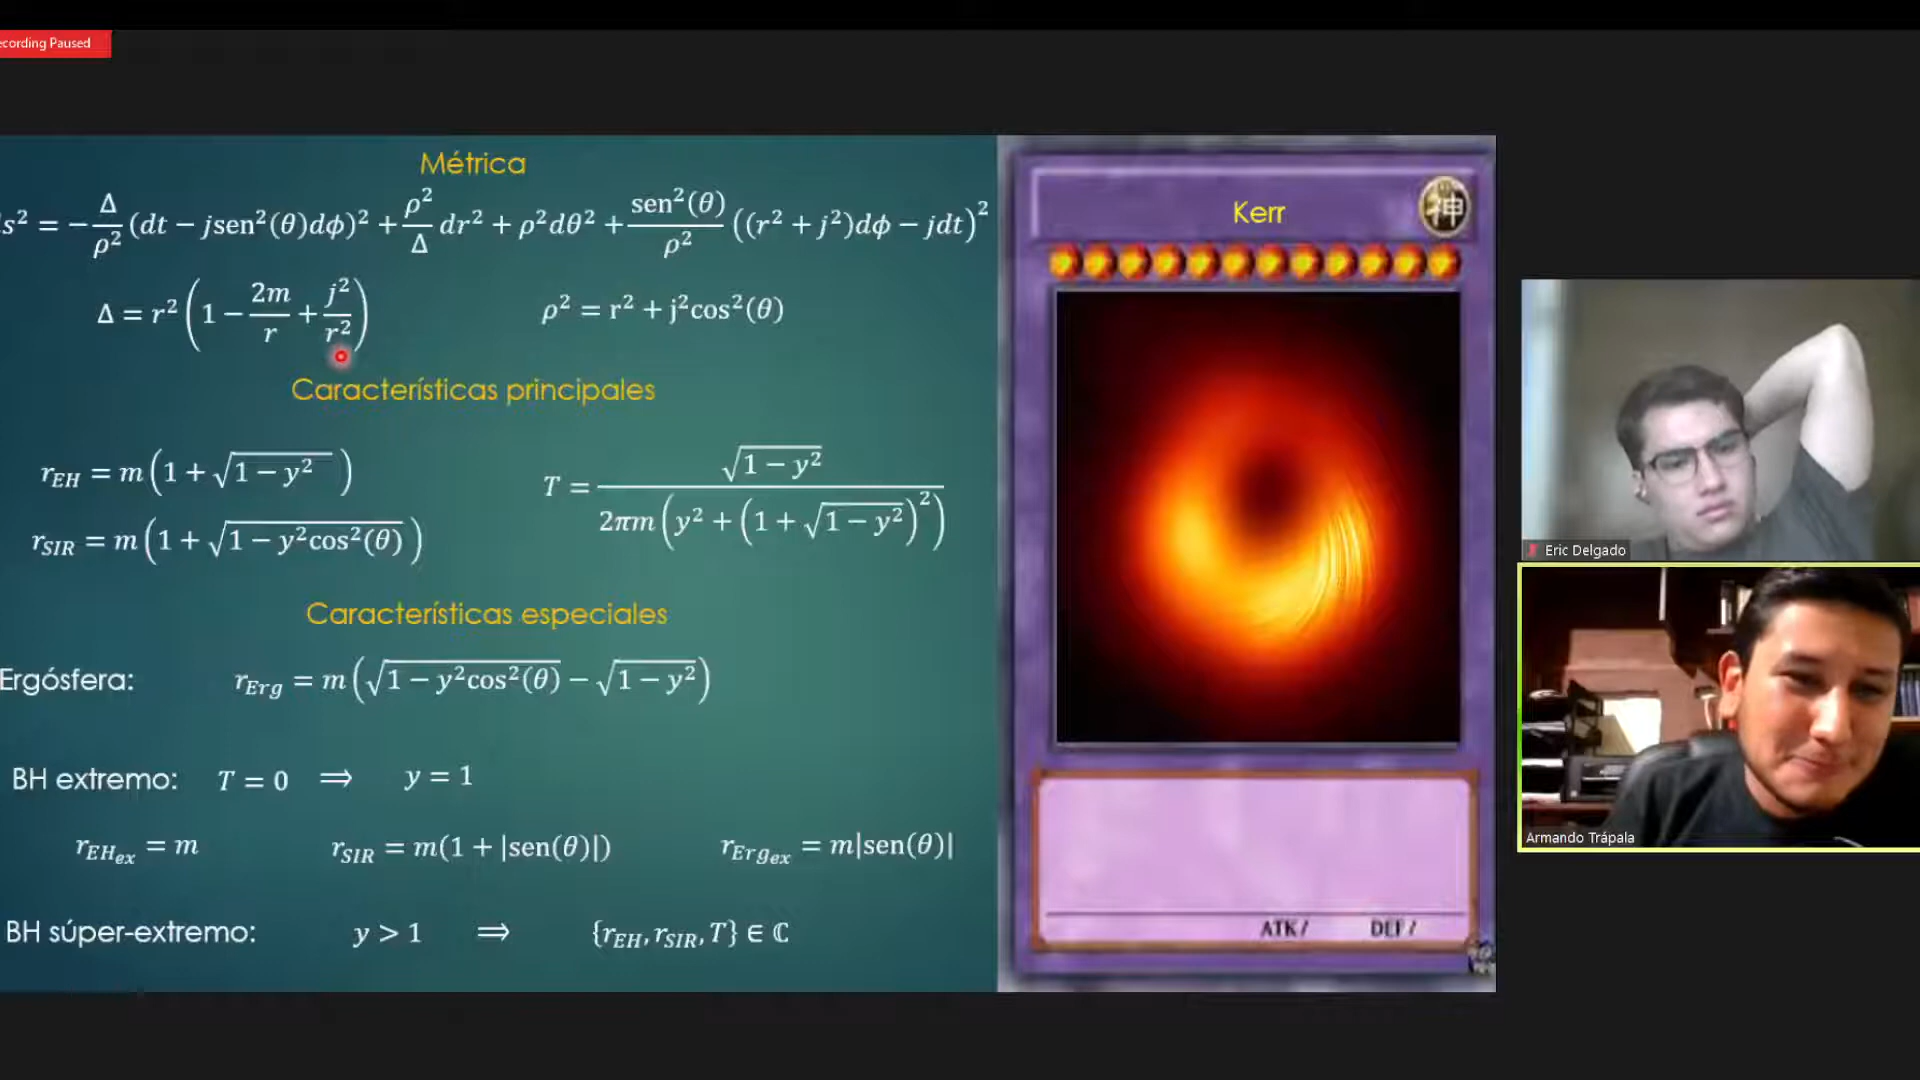 ecording Paused
Métrica
s² = −Δ/ρ² (dt − jsen²(θ)dϕ)² + ρ²/Δ dr² + ρ²dθ² + sen²(θ)/ρ² ((r² + j²)dϕ − jdt)²
Δ = r² (1 − 2m/r + j²/r²)
ρ² = r² + j²cos²(θ)
Características principales
r_EH = m(1 + √(1 − y²))
T = √(1 − y²) / 2πm(y² + (1 + √(1 − y²))²)
r_SIR = m(1 + √(1 − y²cos²(θ)))
Características especiales
Ergósfera:
r_Erg = m(√(1 − y²cos²(θ)) − √(1 − y²))
BH extremo: T = 0 ⟹ y = 1
r_EH_ex = m
r_SIR = m(1 + |sen(θ)|)
r_Erg_ex = m|sen(θ)|
BH súper-extremo: y > 1 ⟹ {r_EH, r_SIR, T} ∈ ℂ
Kerr
神
ATK/ DEF/
Eric Delgado
Armando Trápala